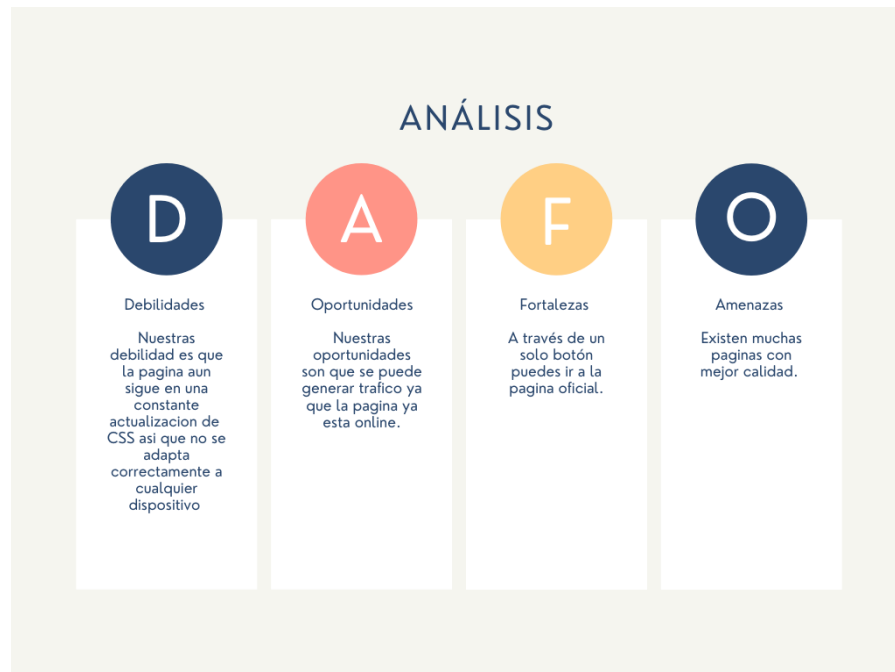 ANÁLISIS
D
Debilidades
Nuestras
debilidad es que
la pagina aun
sigue en una
constante
actualizacion de
CSS asi que no se
adapta
correctamente a
cualquier
dispositivo
A
Oportunidades
Nuestras
oportunidades
son que se puede
generar trafico ya
que la pagina ya
esta online.
F
Fortalezas
A través de un
solo botón
puedes ir a la
pagina oficial.
O
Amenazas
Existen muchas
paginas con
mejor calidad.